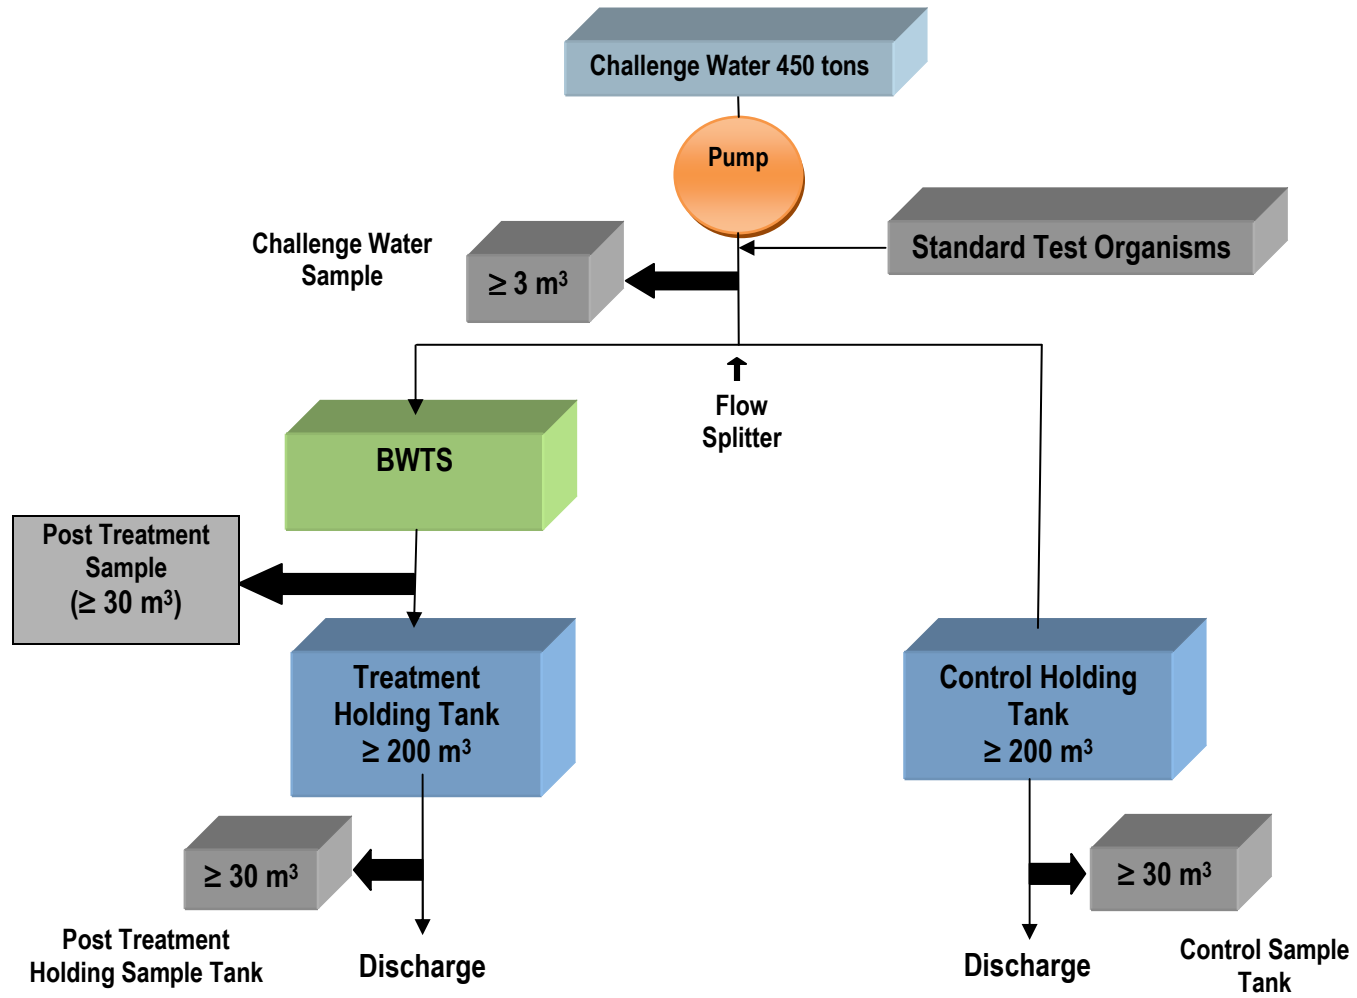 Challenge Water 450 tons
Pump
Standard Test Organisms
Challenge Water
Sample
≥ 3 m³
Flow
Splitter
BWTS
Post Treatment
Sample
(≥ 30 m³)
Treatment
Holding Tank
≥ 200 m³
Control Holding
Tank
≥ 200 m³
≥ 30 m³
≥ 30 m³
Post Treatment
Holding Sample Tank
Discharge
Discharge
Control Sample
Tank